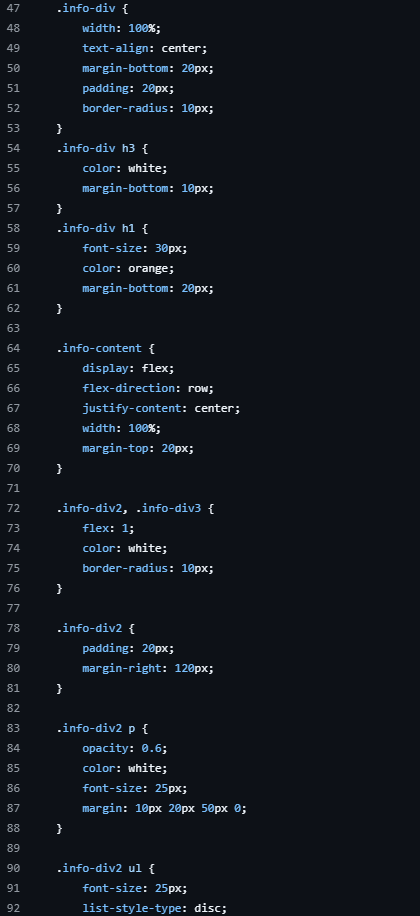 47 .info-div {
48 width: 100%;
49 text-align: center;
50 margin-bottom: 20px;
51 padding: 20px;
52 border-radius: 10px;
53 }
54 .info-div h3 {
55 color: white;
56 margin-bottom: 10px;
57 }
58 .info-div h1 {
59 font-size: 30px;
60 color: orange;
61 margin-bottom: 20px;
62 }
63
64 .info-content {
65 display: flex;
66 flex-direction: row;
67 justify-content: center;
68 width: 100%;
69 margin-top: 20px;
70 }
71
72 .info-div2, .info-div3 {
73 flex: 1;
74 color: white;
75 border-radius: 10px;
76 }
77
78 .info-div2 {
79 padding: 20px;
80 margin-right: 120px;
81 }
82
83 .info-div2 p {
84 opacity: 0.6;
85 color: white;
86 font-size: 25px;
87 margin: 10px 20px 50px 0;
88 }
89
90 .info-div2 ul {
91 font-size: 25px;
92 list-style-type: disc;